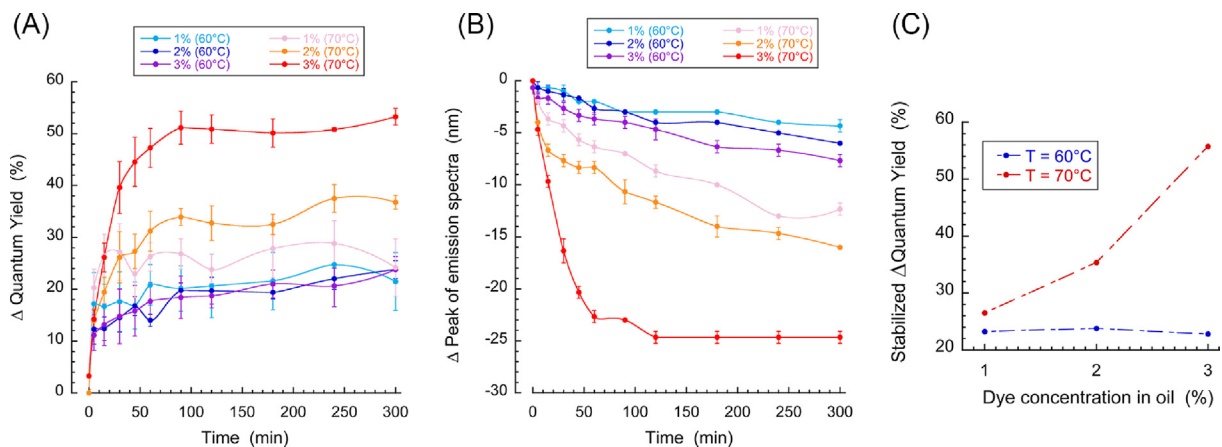 (A)
1% (60°C)
2% (60°C)
3% (60°C)
1% (70°C)
2% (70°C)
3% (70°C)
Δ Quantum Yield (%)
60
50
40
30
20
10
0
0 50 100 150 200 250 300
Time (min)
(B)
1% (60°C)
2% (60°C)
3% (60°C)
1% (70°C)
2% (70°C)
3% (70°C)
Δ Peak of emission spectra (nm)
0
-5
-10
-15
-20
-25
-30
0 50 100 150 200 250 300
Time (min)
(C)
Stabilized ΔQuantum Yield (%)
60
50
40
30
20
T = 60°C
T = 70°C
1 2 3
Dye concentration in oil (%)